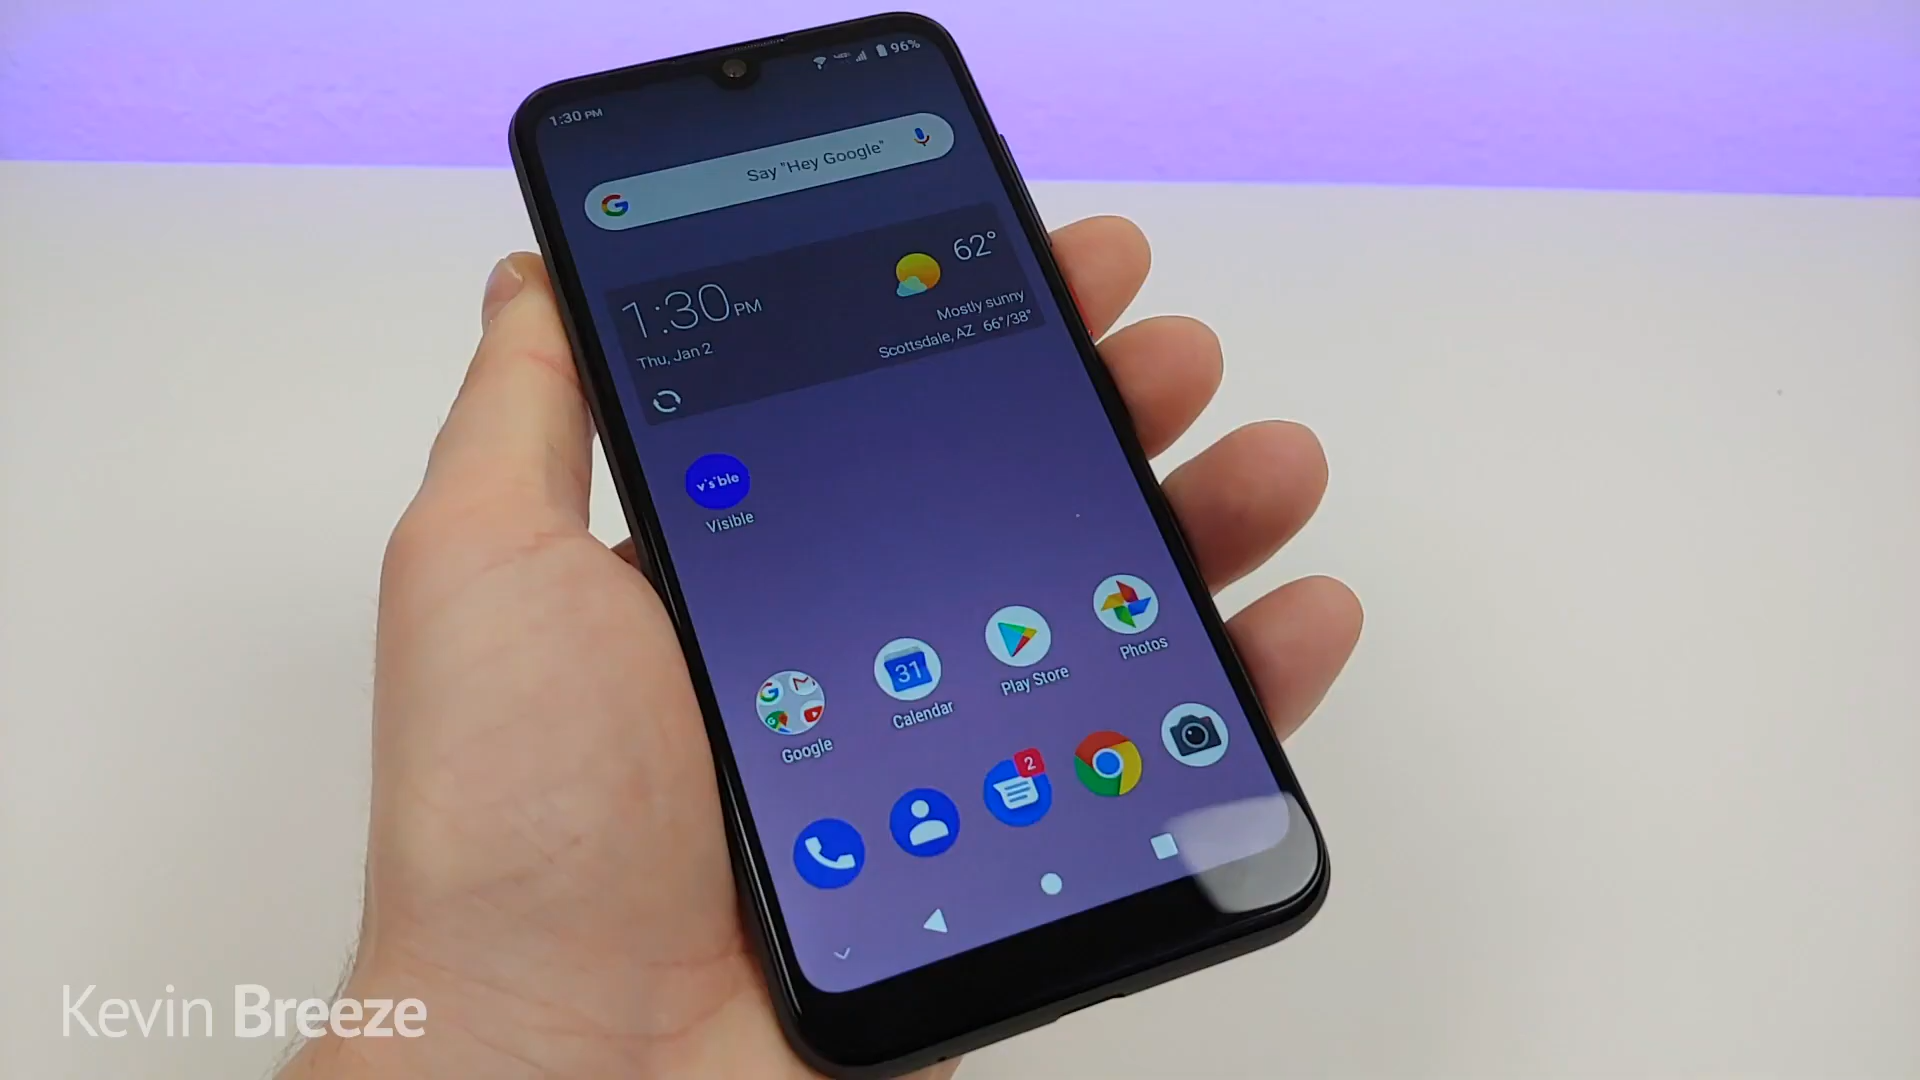 1:30 PM
96%
Say "Hey Google"
1:30 PM
62°
Thu, Jan 2
Mostly sunny
Scottsdale, AZ 66°/38°
v's'ble
Visible
31
Google
Calendar
Play Store
Photos
2
Kevin Breeze